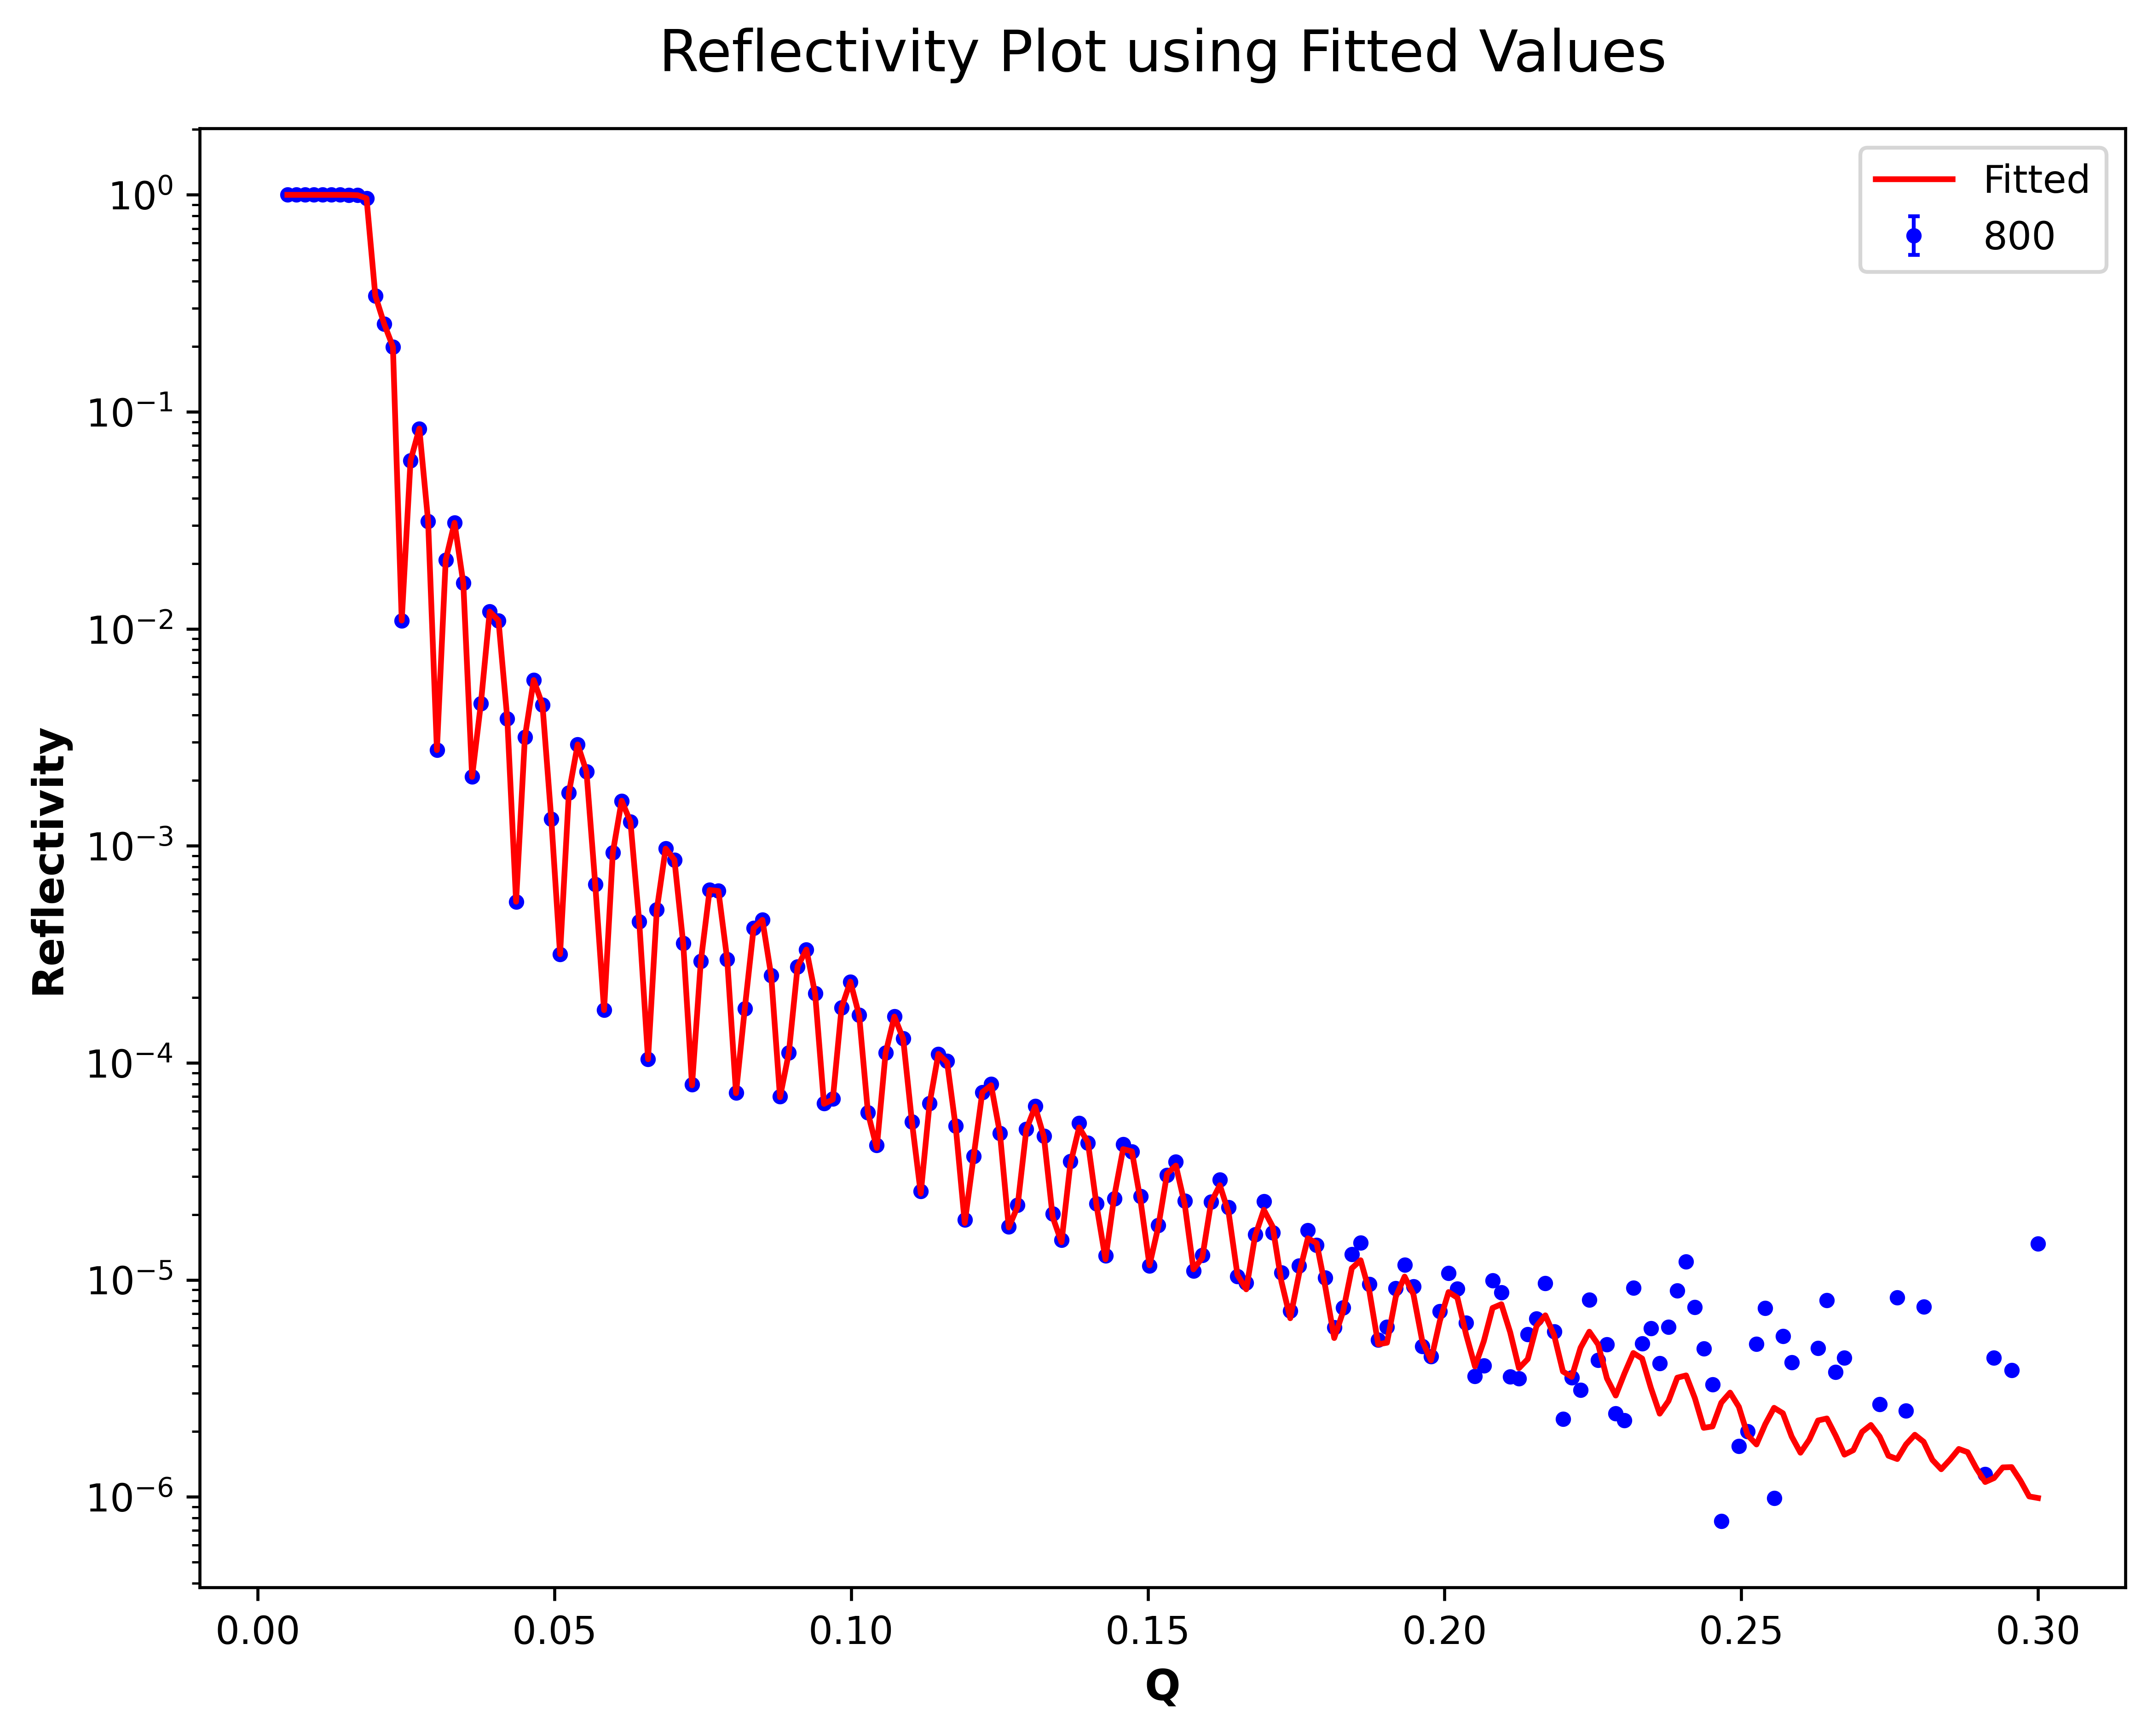 Reflectivity Plot using Fitted Values
Fitted
800
Reflectivity
10⁰
10⁻¹
10⁻²
10⁻³
10⁻⁴
10⁻⁵
10⁻⁶
0.00 0.05 0.10 0.15 0.20 0.25 0.30
Q